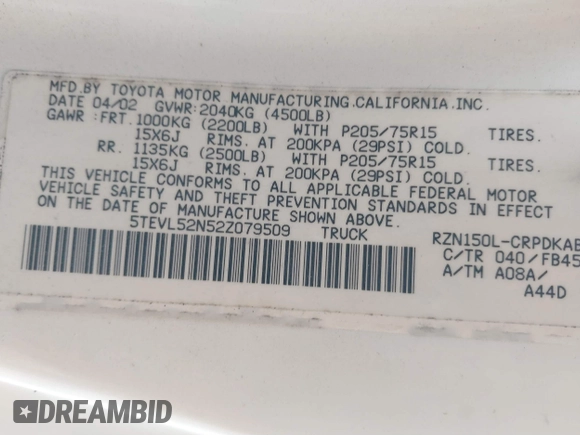 MFD.BY TOYOTA MOTOR MANUFACTURING.CALIFORNIA.INC.
DATE 04/02 GVWR:2040KG (4500LB)
GAWR :FRT.1000KG (2200LB) WITH P205/75R15 TIRES.
15X6J RIMS. AT 200KPA (29PSI) COLD.
RR. 1135KG (2500LB) WITH P205/75R15 TIRES.
15X6J RIMS. AT 200KPA (29PSI) COLD.
THIS VEHICLE CONFORMS TO ALL APPLICABLE FEDERAL MOTOR
VEHICLE SAFETY AND THEFT PREVENTION STANDARDS IN EFFECT
ON THE DATE OF MANUFACTURE SHOWN ABOVE.
5TEVL52N52Z079509 TRUCK RZN150L-CRPDKAB
C/TR 040/FB45
A/TM A08A/
A44D
DREAMBID